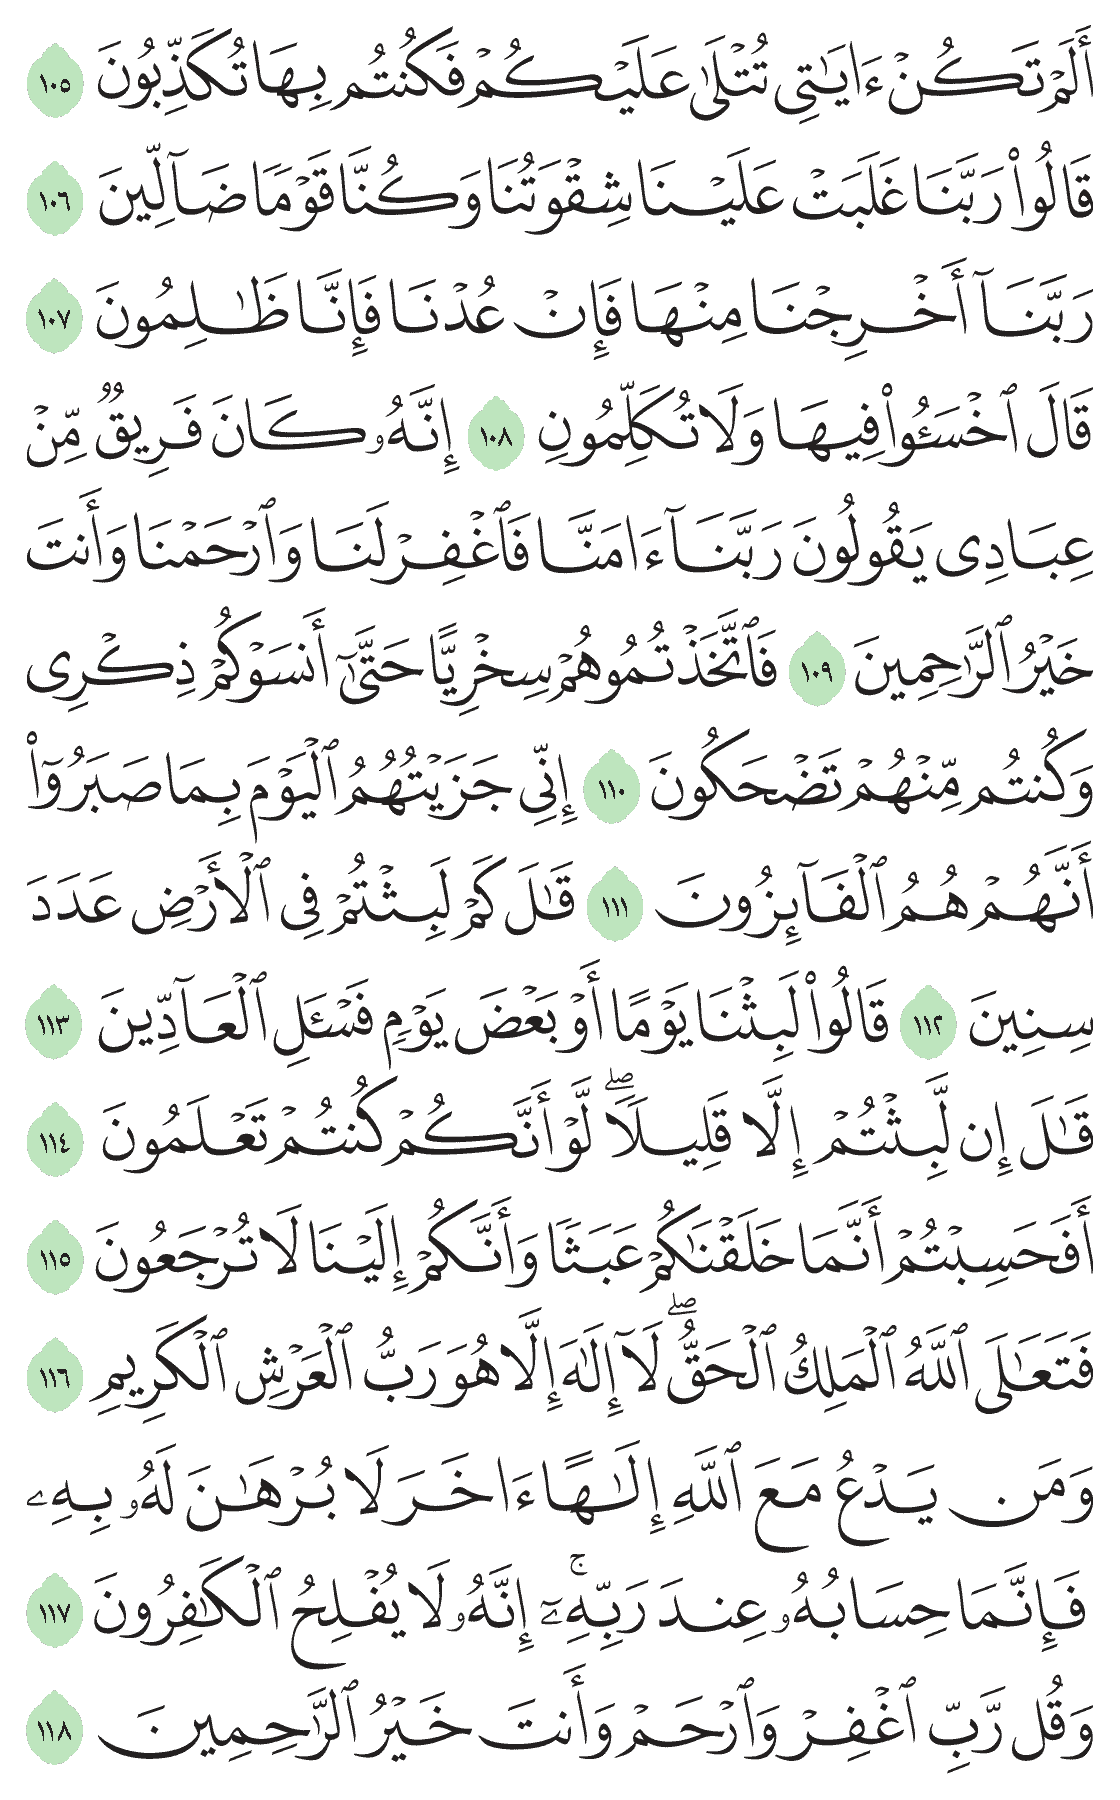 أَلَمۡ تَكُنۡ ءَايَٰتِي تُتۡلَىٰ عَلَيۡكُمۡ فَكُنتُم بِهَا تُكَذِّبُونَ ١٠٥
قَالُواْ رَبَّنَا غَلَبَتۡ عَلَيۡنَا شِقۡوَتُنَا وَكُنَّا قَوۡمٗا ضَآلِّينَ ١٠٦
رَبَّنَآ أَخۡرِجۡنَا مِنۡهَا فَإِنۡ عُدۡنَا فَإِنَّا ظَٰلِمُونَ ١٠٧
قَالَ ٱخۡسَـُٔواْ فِيهَا وَلَا تُكَلِّمُونِ ١٠٨ إِنَّهُۥ كَانَ فَرِيقٞ مِّنۡ
عِبَادِي يَقُولُونَ رَبَّنَآ ءَامَنَّا فَٱغۡفِرۡ لَنَا وَٱرۡحَمۡنَا وَأَنتَ
خَيۡرُ ٱلرَّٰحِمِينَ ١٠٩ فَٱتَّخَذۡتُمُوهُمۡ سِخۡرِيًّا حَتَّىٰٓ أَنسَوۡكُمۡ ذِكۡرِي
وَكُنتُم مِّنۡهُمۡ تَضۡحَكُونَ ١١٠ إِنِّي جَزَيۡتُهُمُ ٱلۡيَوۡمَ بِمَا صَبَرُوٓاْ
أَنَّهُمۡ هُمُ ٱلۡفَآئِزُونَ ١١١ قَٰلَ كَمۡ لَبِثۡتُمۡ فِي ٱلۡأَرۡضِ عَدَدَ
سِنِينَ ١١٢ قَالُواْ لَبِثۡنَا يَوۡمًا أَوۡ بَعۡضَ يَوۡمٖ فَسۡـَٔلِ ٱلۡعَآدِّينَ ١١٣
قَٰلَ إِن لَّبِثۡتُمۡ إِلَّا قَلِيلٗاۖ لَّوۡ أَنَّكُمۡ كُنتُمۡ تَعۡلَمُونَ ١١٤
أَفَحَسِبۡتُمۡ أَنَّمَا خَلَقۡنَٰكُمۡ عَبَثٗا وَأَنَّكُمۡ إِلَيۡنَا لَا تُرۡجَعُونَ ١١٥
فَتَعَٰلَى ٱللَّهُ ٱلۡمَلِكُ ٱلۡحَقُّۖ لَآ إِلَٰهَ إِلَّا هُوَ رَبُّ ٱلۡعَرۡشِ ٱلۡكَرِيمِ ١١٦
وَمَن يَدۡعُ مَعَ ٱللَّهِ إِلَٰهًا ءَاخَرَ لَا بُرۡهَٰنَ لَهُۥ بِهِۦ
فَإِنَّمَا حِسَابُهُۥ عِندَ رَبِّهِۦٓۚ إِنَّهُۥ لَا يُفۡلِحُ ٱلۡكَٰفِرُونَ ١١٧
وَقُل رَّبِّ ٱغۡفِرۡ وَٱرۡحَمۡ وَأَنتَ خَيۡرُ ٱلرَّٰحِمِينَ ١١٨